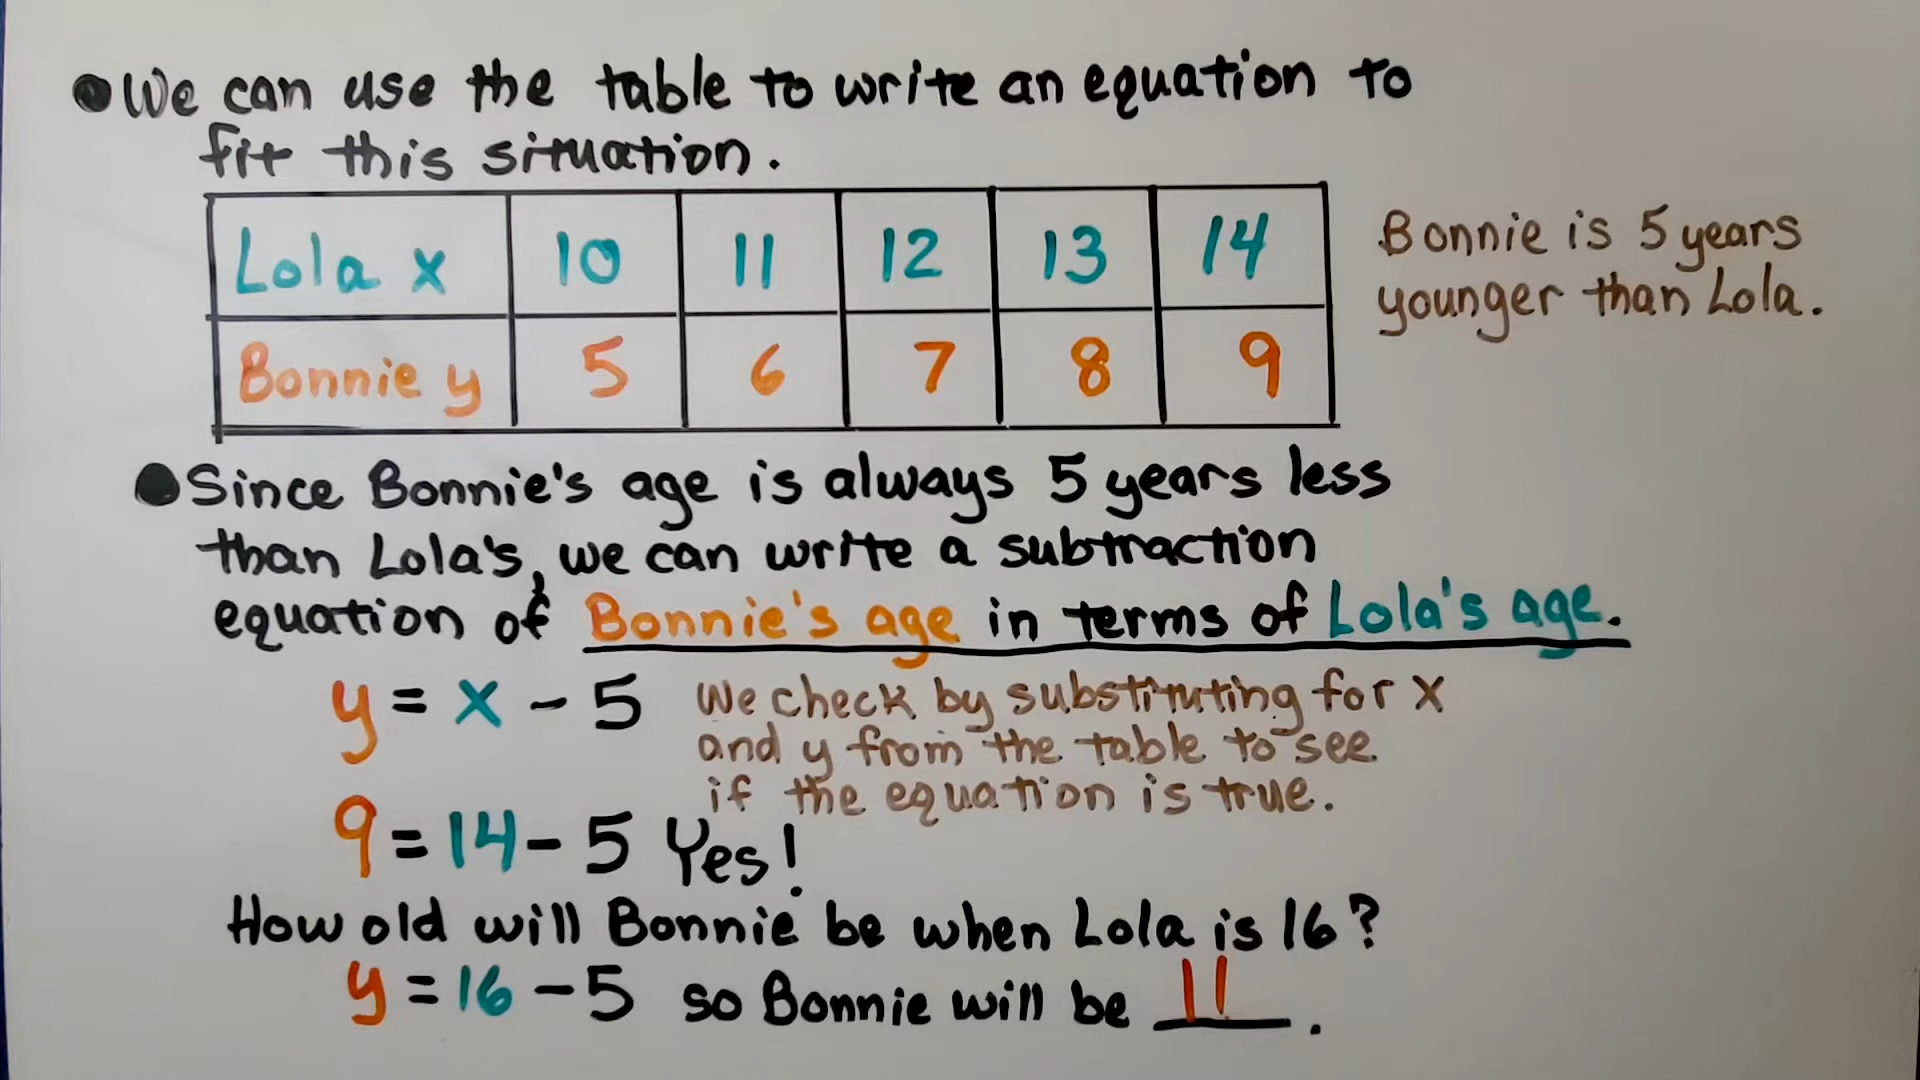 We can use the table to write an equation to
fit this situation.
Lola x 10 11 12 13 14
Bonnie y 5 6 7 8 9
Bonnie is 5 years
younger than Lola.
Since Bonnie's age is always 5 years less
than Lola's, we can write a subtraction
equation of Bonnie's age in terms of Lola's age.
y = x - 5
We check by substituting for x
and y from the table to see
if the equation is true.
9 = 14 - 5 Yes!
How old will Bonnie be when Lola is 16?
y = 16 - 5 so Bonnie will be 11.